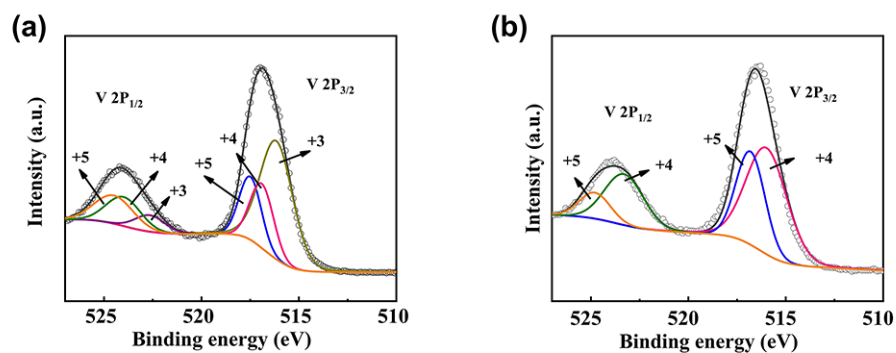 (a)
V 2P1/2
V 2P3/2
+5
+4
+3
+5
+4
+3
Intensity (a.u.)
525
520
515
510
Binding energy (eV)
(b)
V 2P1/2
V 2P3/2
+5
+4
+5
+4
Intensity (a.u.)
525
520
515
510
Binding energy (eV)